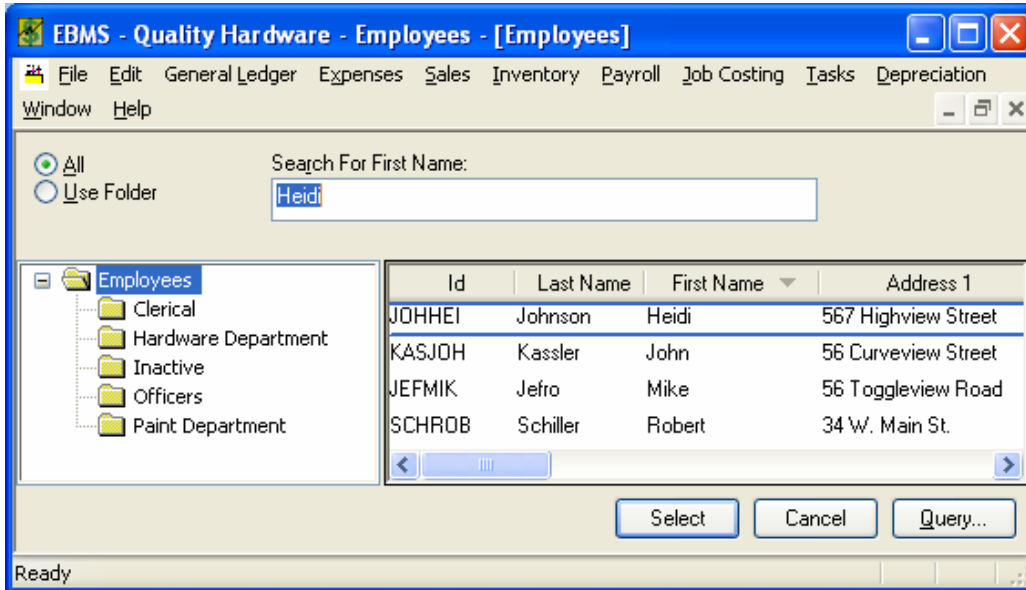 EBMS - Quality Hardware - Employees - [Employees]
File Edit General Ledger Expenses Sales Inventory Payroll Job Costing Tasks Depreciation
Window Help
All
Use Folder
Search For First Name:
Heidi
Employees
Clerical
Hardware Department
Inactive
Officers
Paint Department
Id Last Name First Name Address 1
JOHHEI Johnson Heidi 567 Highview Street
KASJOH Kassler John 56 Curveview Street
JEFMIK Jefro Mike 56 Toggleview Road
SCHROB Schiller Robert 34 W. Main St.
Select Cancel Query...
Ready